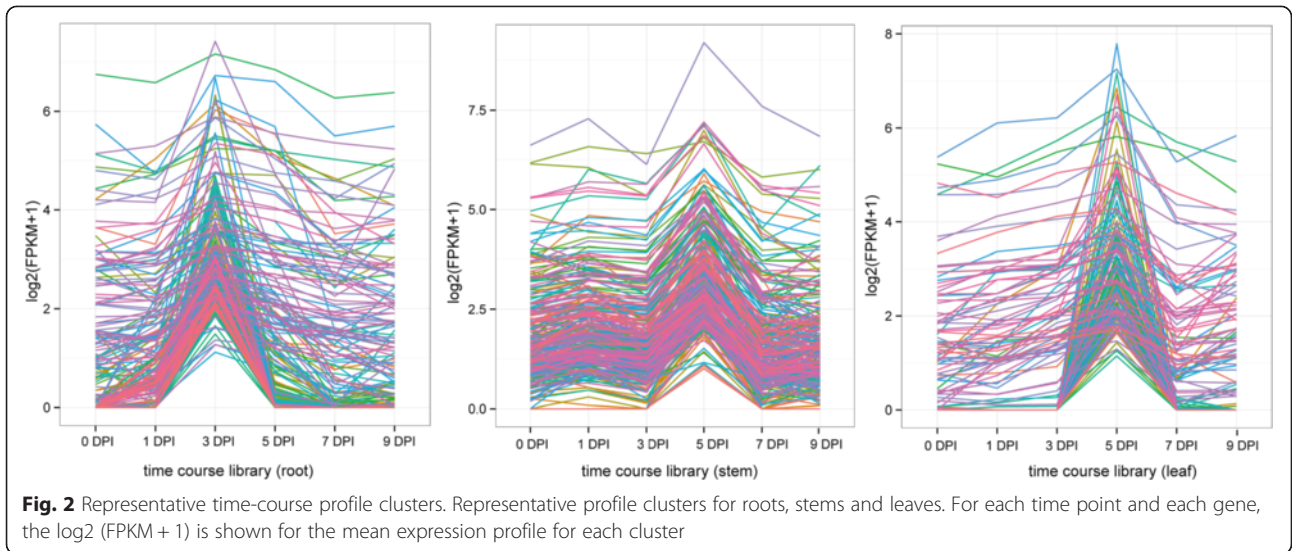 6
4
2
0
log2(FPKM+1)
0 DPI 1 DPI 3 DPI 5 DPI 7 DPI 9 DPI
time course library (root)
7.5
5.0
2.5
0.0
log2(FPKM+1)
0 DPI 1 DPI 3 DPI 5 DPI 7 DPI 9 DPI
time course library (stem)
8
6
4
2
0
log2(FPKM+1)
0 DPI 1 DPI 3 DPI 5 DPI 7 DPI 9 DPI
time course library (leaf)
Fig. 2 Representative time-course profile clusters. Representative profile clusters for roots, stems and leaves. For each time point and each gene,
the log2 (FPKM + 1) is shown for the mean expression profile for each cluster